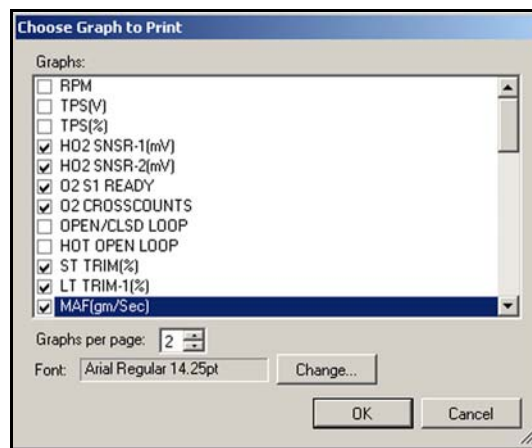 Choose Graph to Print
Graphs:
RPM
TPS(V)
TPS(%)
HO2 SNSR-1(mV)
HO2 SNSR-2(mV)
O2 S1 READY
O2 CROSSCOUNTS
OPEN/CLSD LOOP
HOT OPEN LOOP
ST TRIM(%)
LT TRIM-1(%)
MAF(gm/Sec)
Graphs per page: 2
Font: Arial Regular 14.25pt Change...
OK Cancel